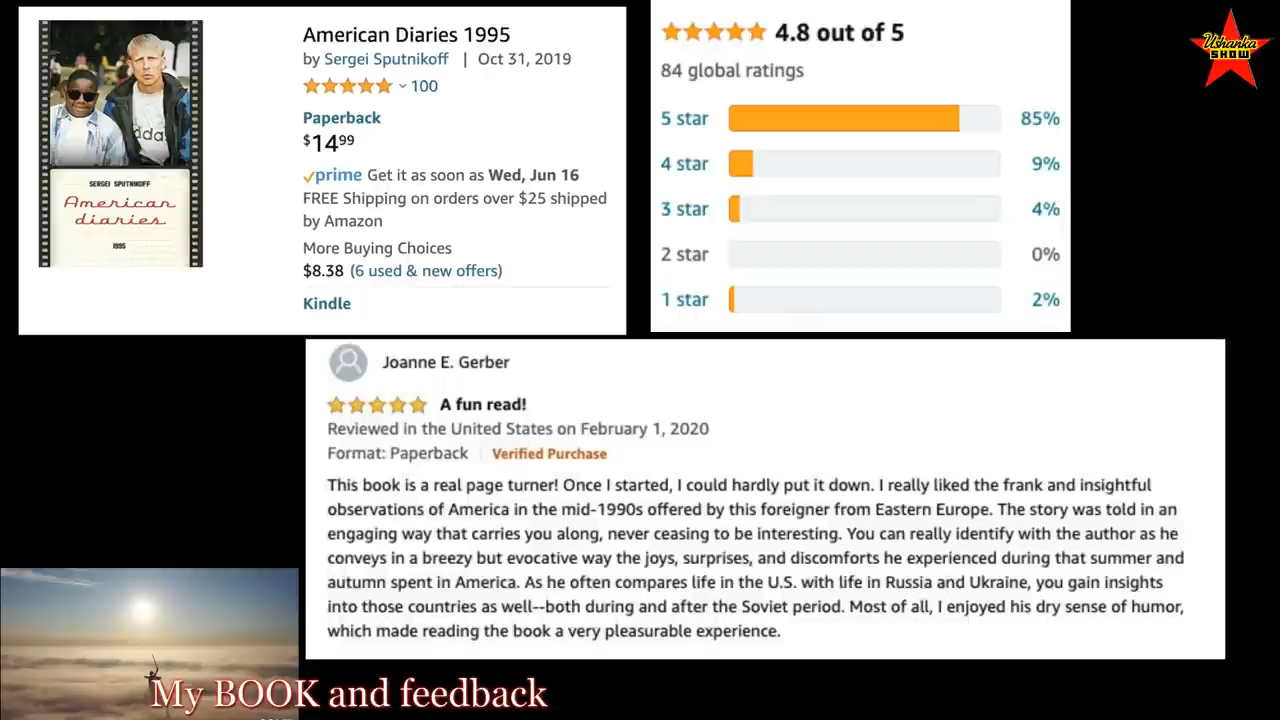 American Diaries 1995
by Sergei Sputnikoff | Oct 31, 2019
100
Paperback
$14 99
prime Get it as soon as Wed, Jun 16
FREE Shipping on orders over $25 shipped
by Amazon
More Buying Choices
$8.38 (6 used & new offers)
Kindle
adidas
SERGEI SPUTNIKOFF
American
diaries
1995
4.8 out of 5
84 global ratings
5 star 85%
4 star 9%
3 star 4%
2 star 0%
1 star 2%
Ushanka
SHOW
Joanne E. Gerber
A fun read!
Reviewed in the United States on February 1, 2020
Format: Paperback | Verified Purchase
This book is a real page turner! Once I started, I could hardly put it down. I really liked the frank and insightful
observations of America in the mid-1990s offered by this foreigner from Eastern Europe. The story was told in an
engaging way that carries you along, never ceasing to be interesting. You can really identify with the author as he
conveys in a breezy but evocative way the joys, surprises, and discomforts he experienced during that summer and
autumn spent in America. As he often compares life in the U.S. with life in Russia and Ukraine, you gain insights
into those countries as well--both during and after the Soviet period. Most of all, I enjoyed his dry sense of humor,
which made reading the book a very pleasurable experience.
My BOOK and feedback